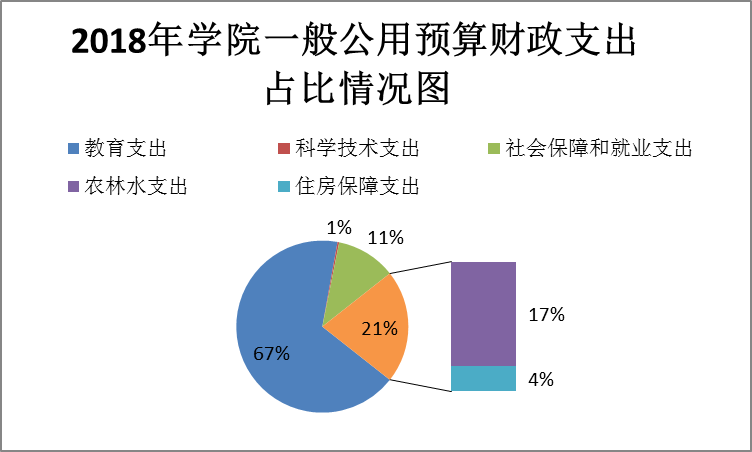 2018年学院一般公用预算财政支出
占比情况图
教育支出 科学技术支出 社会保障和就业支出
农林水支出 住房保障支出
1%
11%
17%
21%
67%
4%